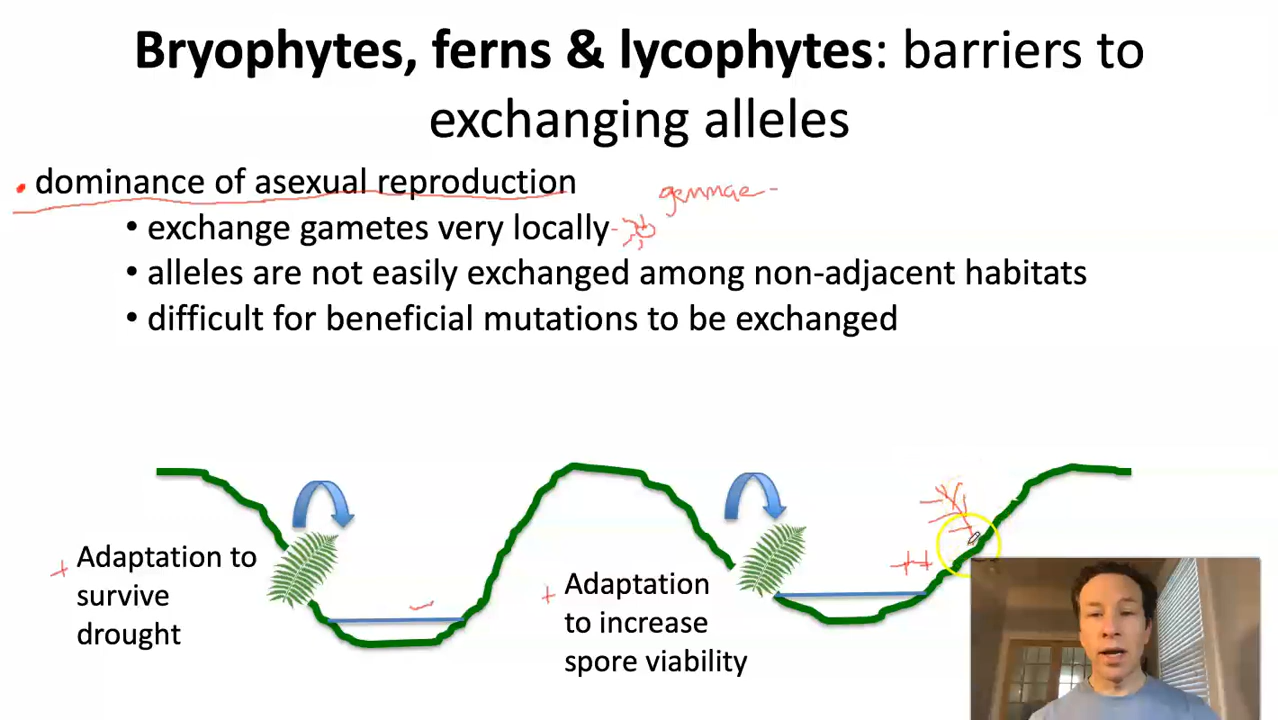 Bryophytes, ferns & lycophytes: barriers to
exchanging alleles
• dominance of asexual reproduction
gemmae -
• exchange gametes very locally
• alleles are not easily exchanged among non-adjacent habitats
• difficult for beneficial mutations to be exchanged
+ Adaptation to
survive
drought
+ Adaptation
to increase
spore viability
++